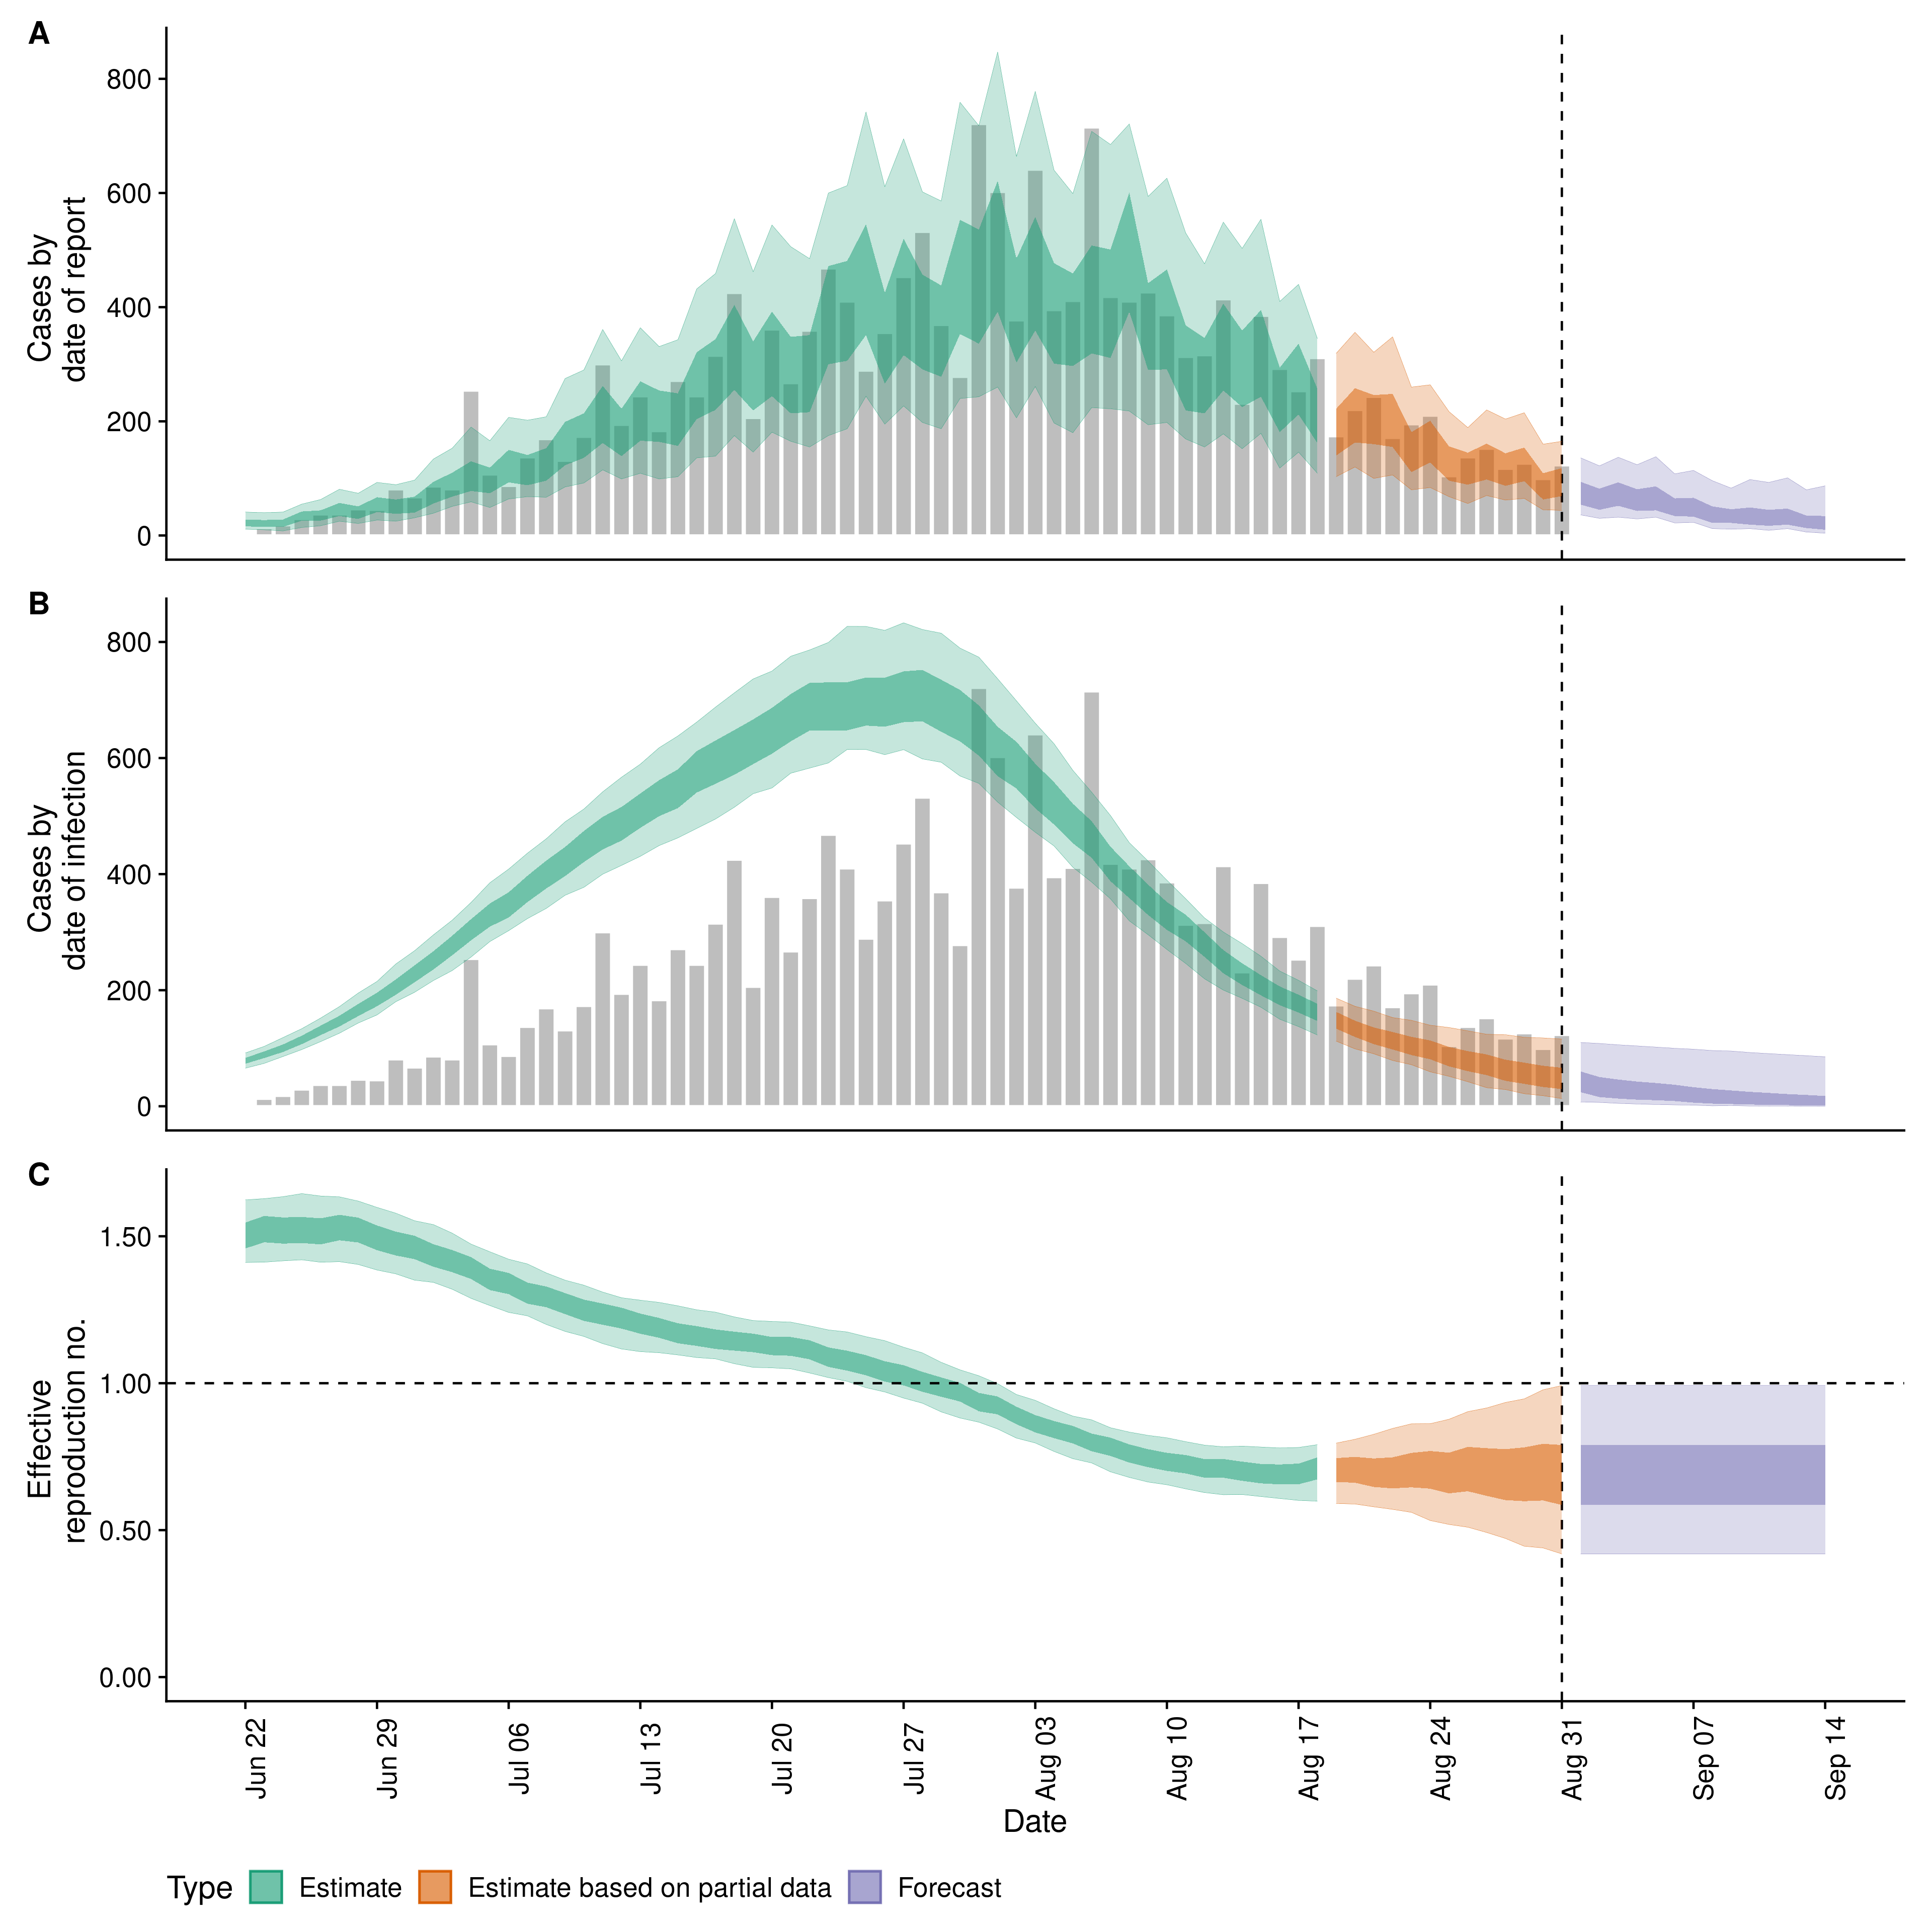 A
Cases by
date of report
800
600
400
200
0
B
Cases by
date of infection
800
600
400
200
0
C
Effective
reproduction no.
1.50
1.00
0.50
0.00
Jun 22
Jun 29
Jul 06
Jul 13
Jul 20
Jul 27
Aug 03
Aug 10
Aug 17
Aug 24
Aug 31
Sep 07
Sep 14
Date
Type Estimate Estimate based on partial data Forecast